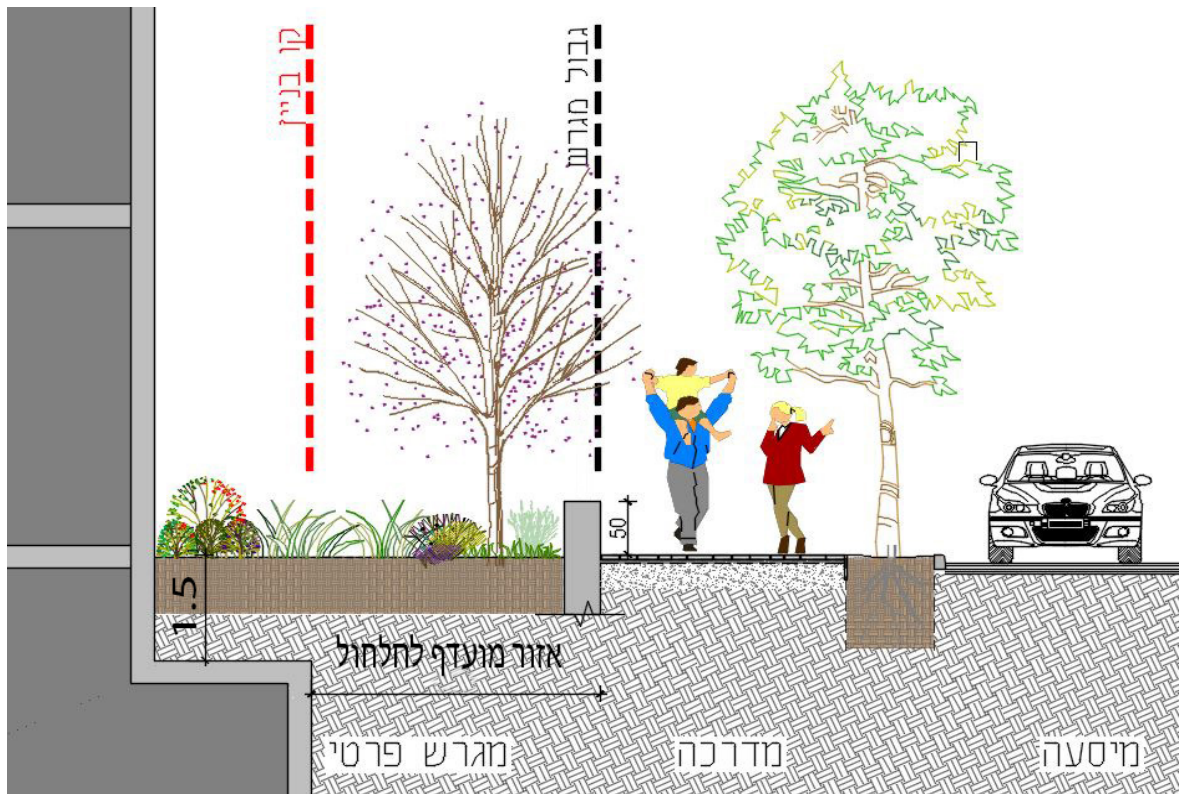 גבול מגרש
קו בניין
50
1.5
אזור מועדף לחלחול
מיסעה
מדרכה
מגרש פרטי